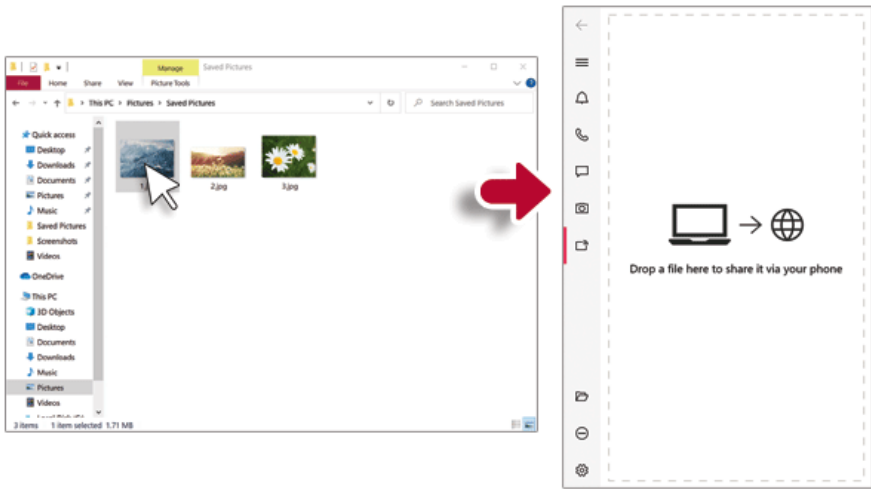 Manage
Saved Pictures
File
Home
Share
View
Picture Tools
This PC > Pictures > Saved Pictures
Search Saved Pictures
Quick access
Desktop
Downloads
Documents
Pictures
Music
Saved Pictures
Screenshots
Videos
OneDrive
This PC
3D Objects
Desktop
Documents
Downloads
Music
Pictures
Videos
2.jpg
3.jpg
3 items
1 item selected
1.71 MB
Drop a file here to share it via your phone